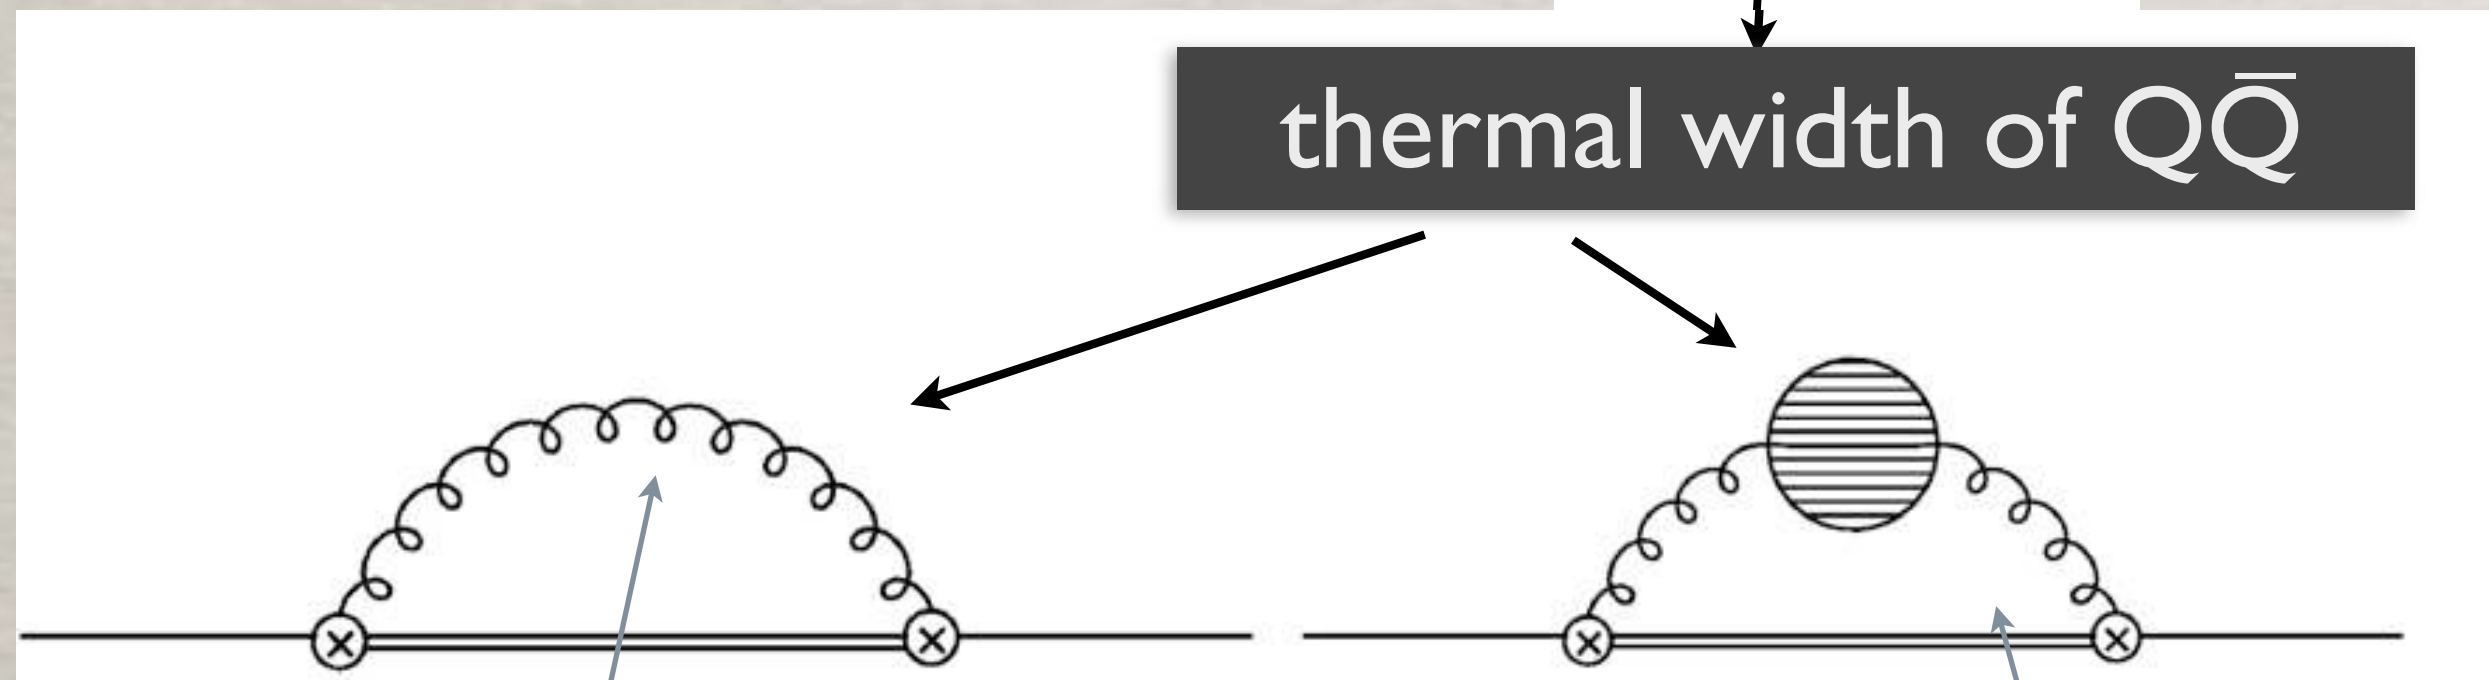 thermal width of QQ̅